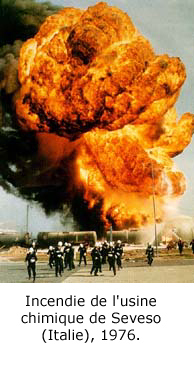 Incendie de l'usine
chimique de Seveso
(Italie), 1976.